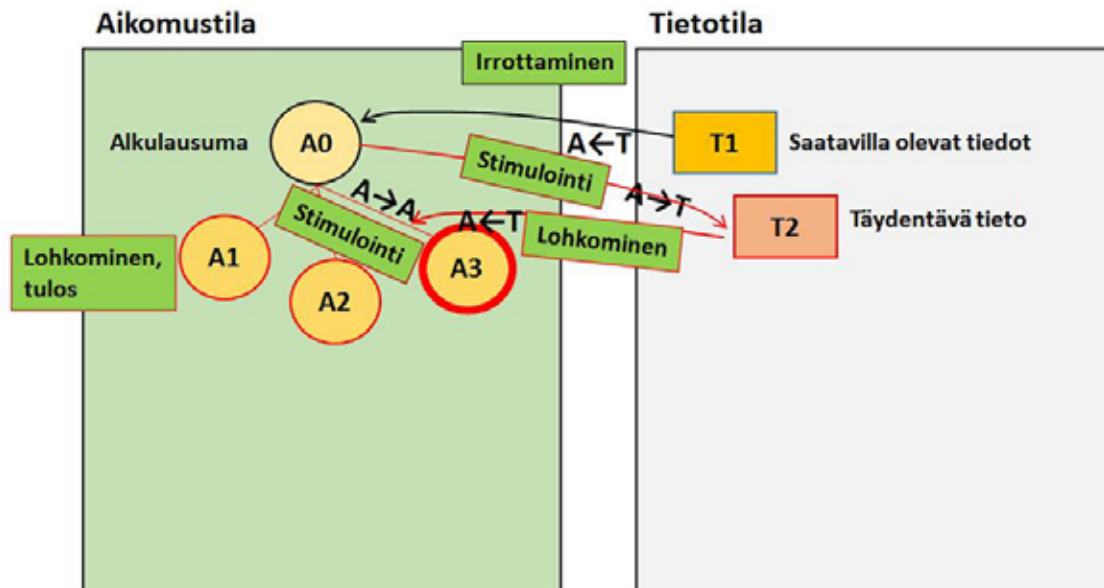 Aikomustila
Tietotila
Irrottaminen
Alkulausuma
A0
A←T
T1
Saatavilla olevat tiedot
Stimulointi
A→T
A→A
Stimulointi
A←T
Lohkominen
T2
Täydentävä tieto
Lohkominen,
tulos
A1
A2
A3